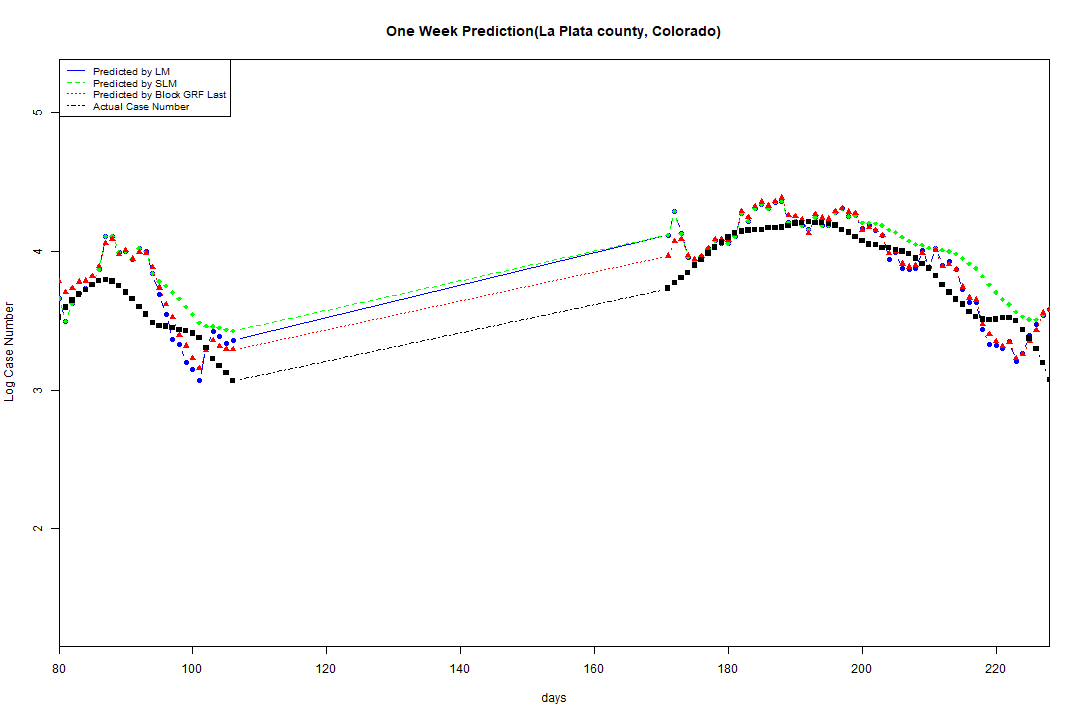 One Week Prediction(La Plata county, Colorado)
Predicted by LM
Predicted by SLM
Predicted by Block GRF Last
Actual Case Number
5
4
3
2
Log Case Number
80 100 120 140 160 180 200 220
days